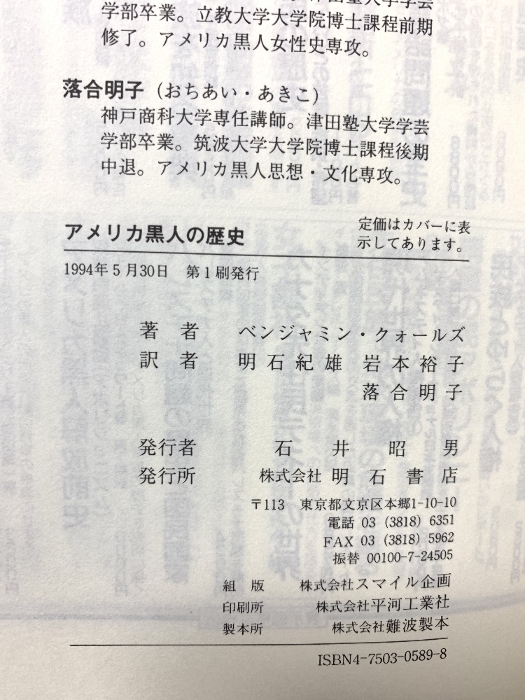 学部卒業。立教大学大学院博士課程前期
修了。アメリカ黒人女性史専攻。
落合明子(おちあい・あきこ)
神戸商科大学専任講師。津田塾大学学芸
学部卒業。筑波大学大学院博士課程後期
中退。アメリカ黒人思想・文化専攻。
アメリカ黒人の歴史
定価はカバーに表
示してあります。
1994年5月30日 第1刷発行
著者 ベンジャミン・クォールズ
訳者 明石紀雄 岩本裕子
落合明子
発行者 石井昭男
発行所 株式会社 明石書店
〒113 東京都文京区本郷1-10-10
電話 03 (3818) 6351
FAX 03 (3818) 5962
振替 00100-7-24505
組版 株式会社スマイル企画
印刷所 株式会社平河工業社
製本所 株式会社難波製本
ISBN4-7503-0589-8